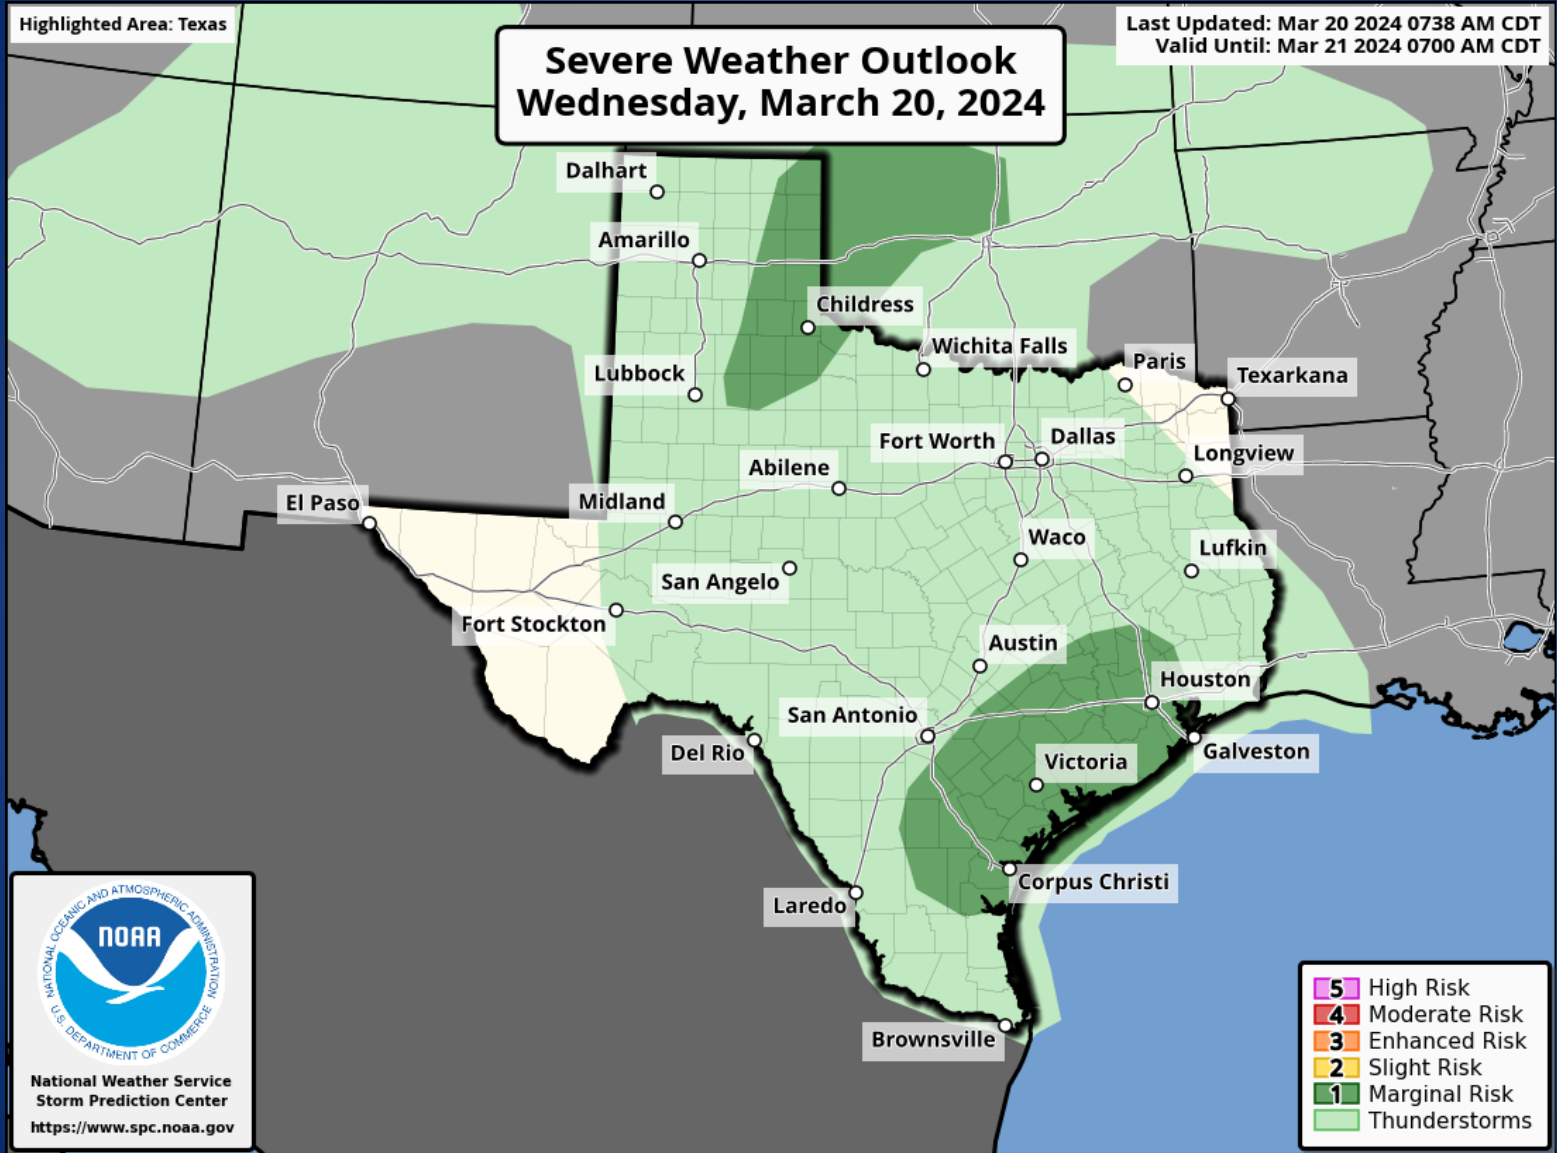 Highlighted Area: Texas
Last Updated: Mar 20 2024 0738 AM CDT
Valid Until: Mar 21 2024 0700 AM CDT
Severe Weather Outlook
Wednesday, March 20, 2024
Dalhart
Amarillo
Childress
Wichita Falls
Paris
Texarkana
Lubbock
Fort Worth
Dallas
Longview
Abilene
Midland
El Paso
Waco
Lufkin
San Angelo
Fort Stockton
Austin
Houston
San Antonio
Del Rio
Victoria
Galveston
Corpus Christi
Laredo
Brownsville
NATIONAL OCEANIC AND ATMOSPHERIC ADMINISTRATION
NOAA
U.S. DEPARTMENT OF COMMERCE
National Weather Service
Storm Prediction Center
https://www.spc.noaa.gov
5 High Risk
4 Moderate Risk
3 Enhanced Risk
2 Slight Risk
1 Marginal Risk
Thunderstorms